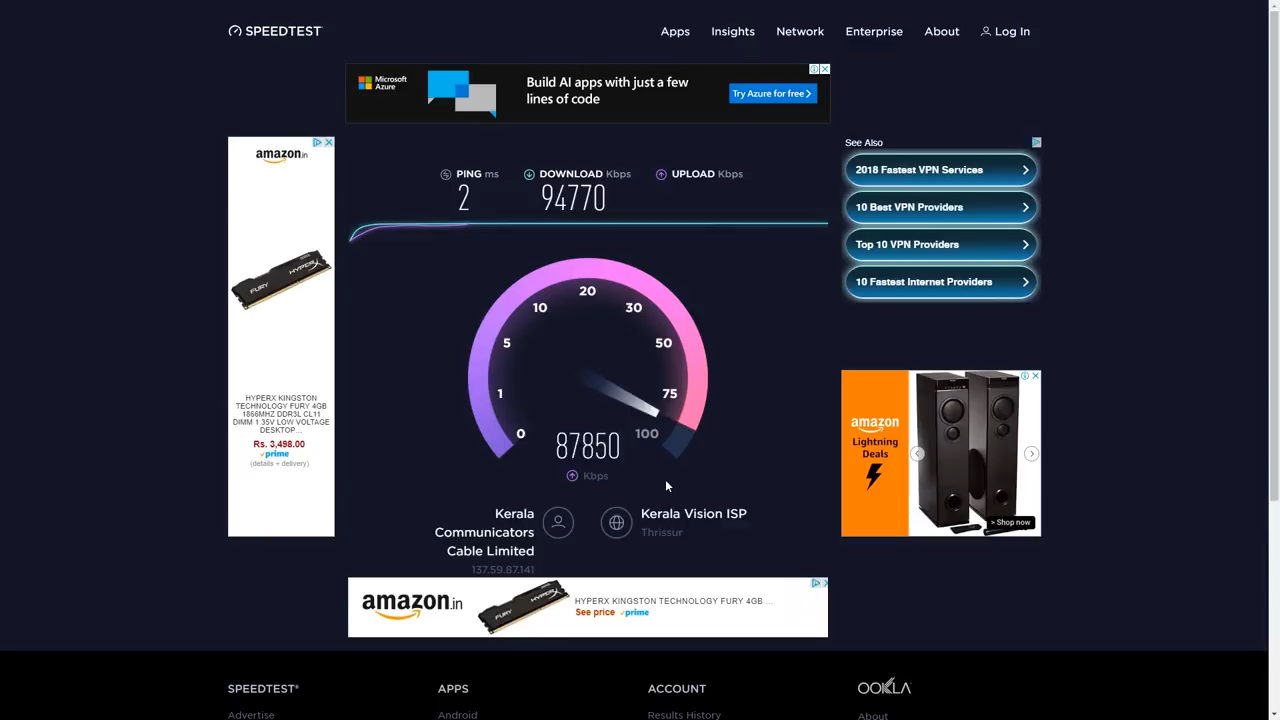 SPEEDTEST
Apps
Insights
Network
Enterprise
About
Log In
Microsoft
Azure
Build AI apps with just a few
lines of code
Try Azure for free
amazon.in
FURY
HYPERX
HYPERX KINGSTON
TECHNOLOGY FURY 4GB
1866MHZ DDR3L CL11
DIMM 1.35V LOW VOLTAGE
DESKTOP...
Rs. 3,498.00
prime
(details + delivery)
PING ms
2
DOWNLOAD Kbps
94770
UPLOAD Kbps
0
1
5
10
20
30
50
75
100
87850
Kbps
Kerala
Communicators
Cable Limited
137.59.87.141
Kerala Vision ISP
Thrissur
See Also
2018 Fastest VPN Services
10 Best VPN Providers
Top 10 VPN Providers
10 Fastest Internet Providers
amazon
Lightning
Deals
> Shop now
amazon.in
FURY
HYPERX
HYPERX KINGSTON TECHNOLOGY FURY 4GB ...
See price prime
SPEEDTEST®
Advertise
APPS
Android
ACCOUNT
Results History
OOKLA
About